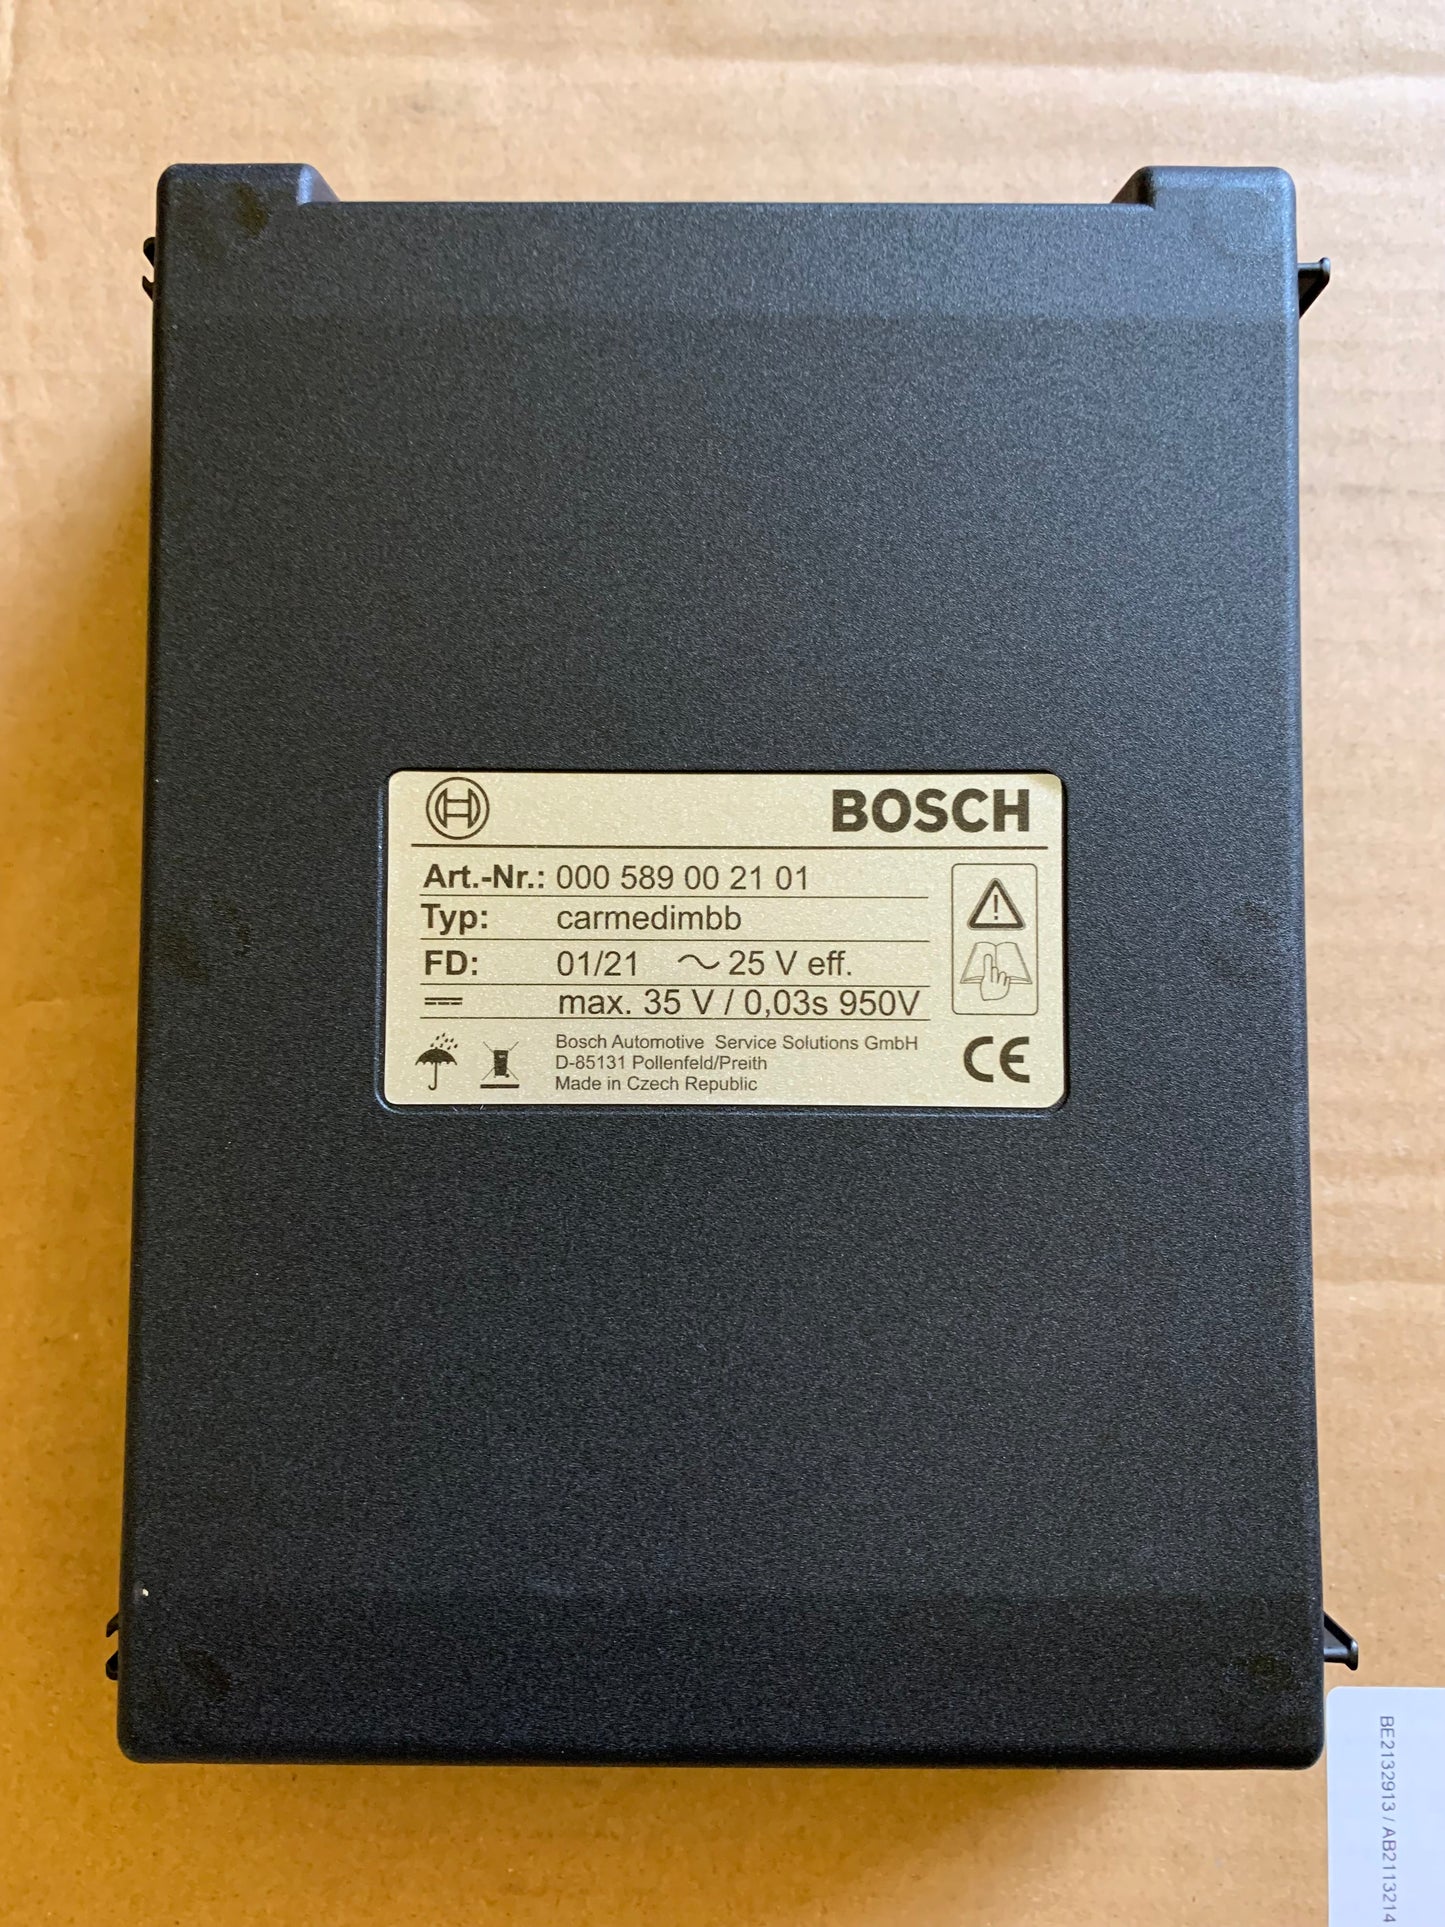 BOSCH
Art.-Nr.: 000 589 00 21 01
Typ: carmedimbb
FD: 01/21 ～ 25 V eff.
max. 35 V / 0,03s 950V
Bosch Automotive Service Solutions GmbH
D-85131 Pollenfeld/Preith
Made in Czech Republic
CE
BE2132913 / AB2113214